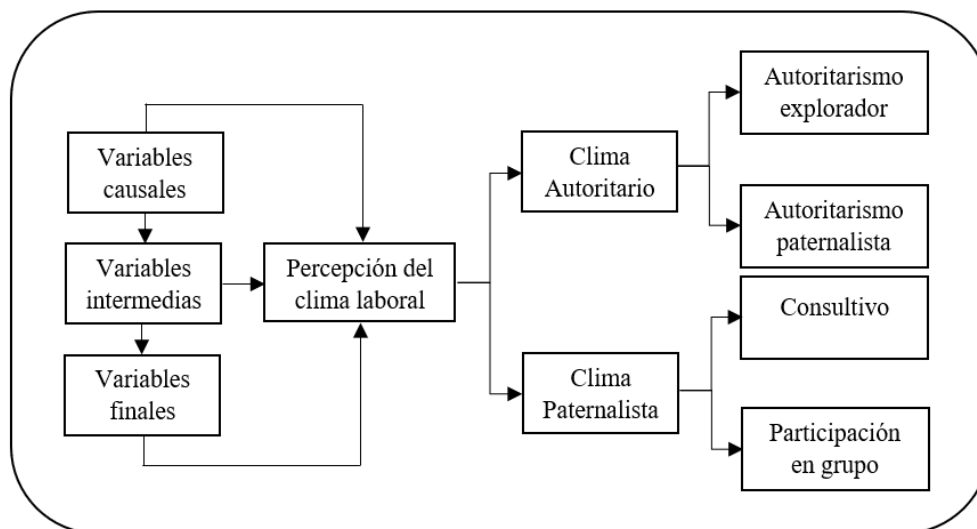 Variables
causales
Variables
intermedias
Variables
finales
Percepción del
clima laboral
Clima
Autoritario
Clima
Paternalista
Autoritarismo
explorador
Autoritarismo
paternalista
Consultivo
Participación
en grupo